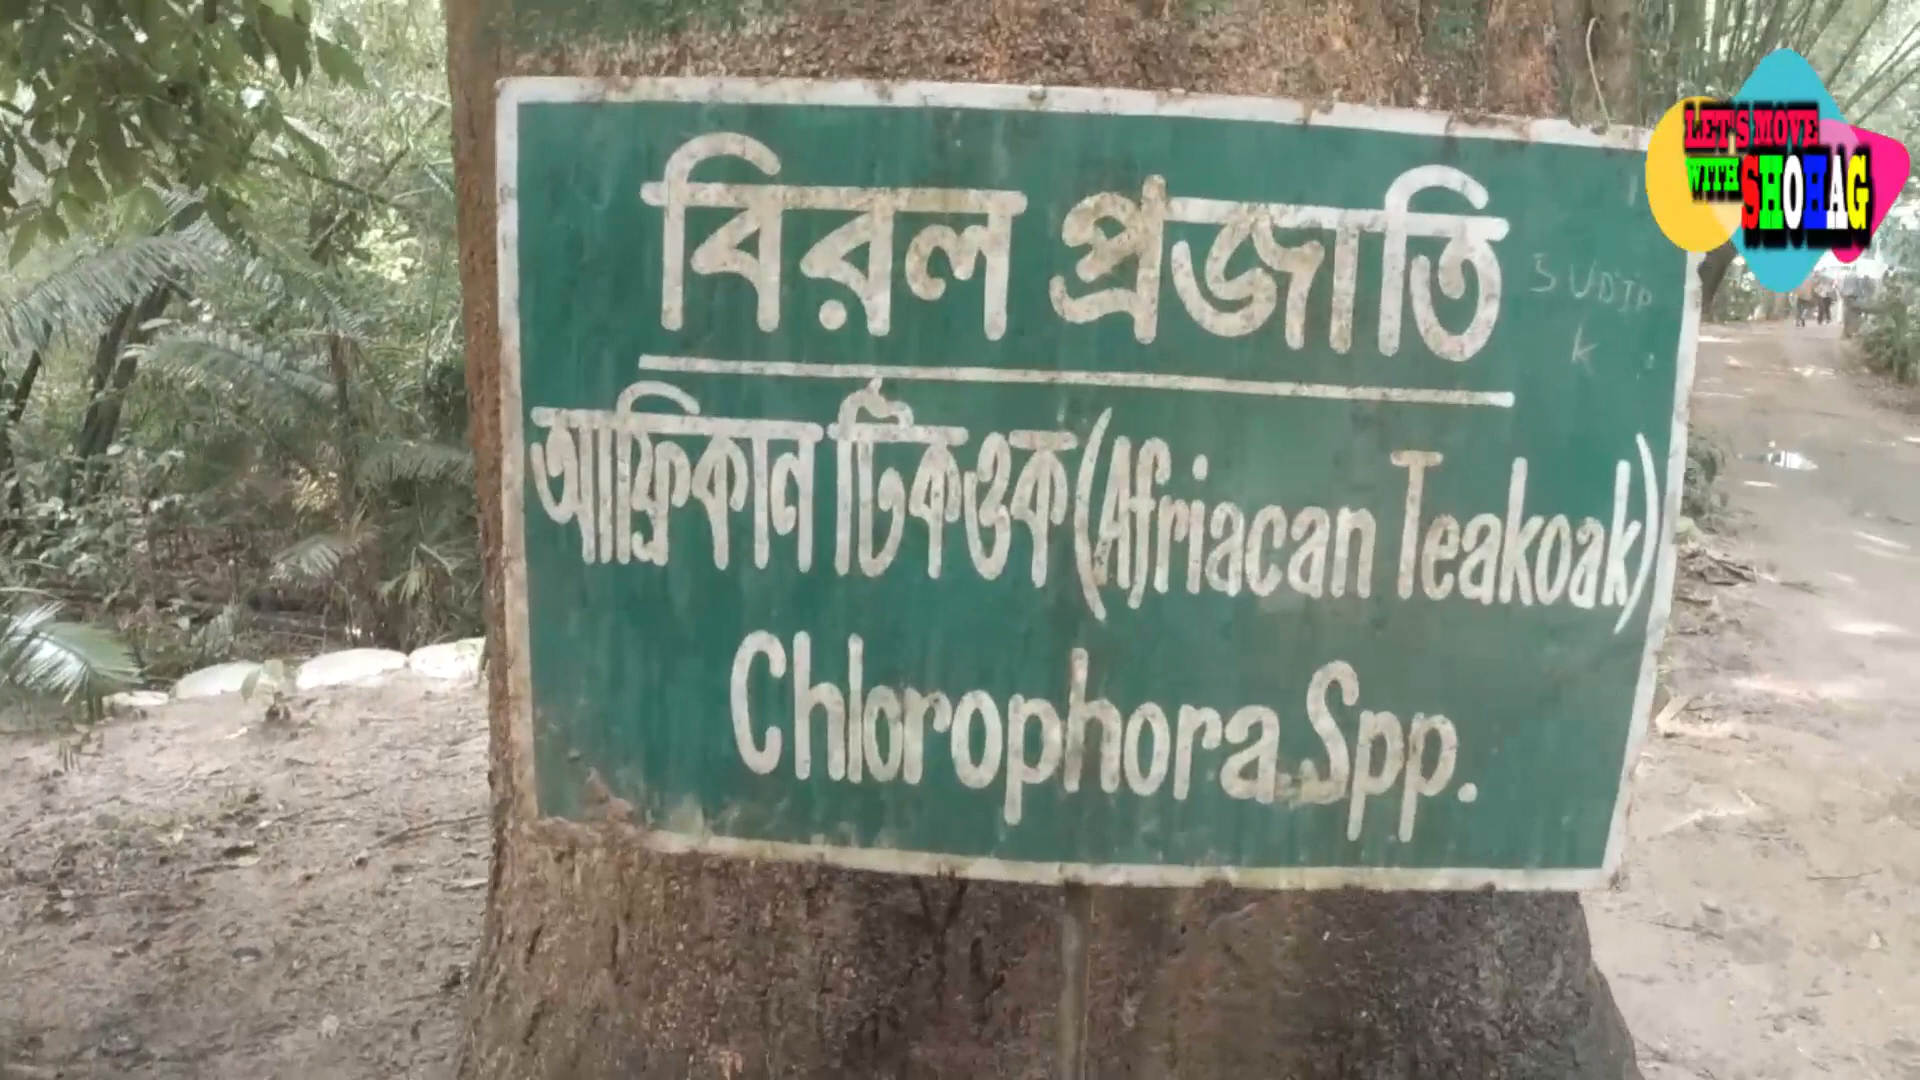 বিরল প্রজাতি
আফ্রিকান টিকওক (Afriacan Teakoak)
Chlorophora Spp.
LET'S MOVE
WITH SHOHAG
SUDIP
K